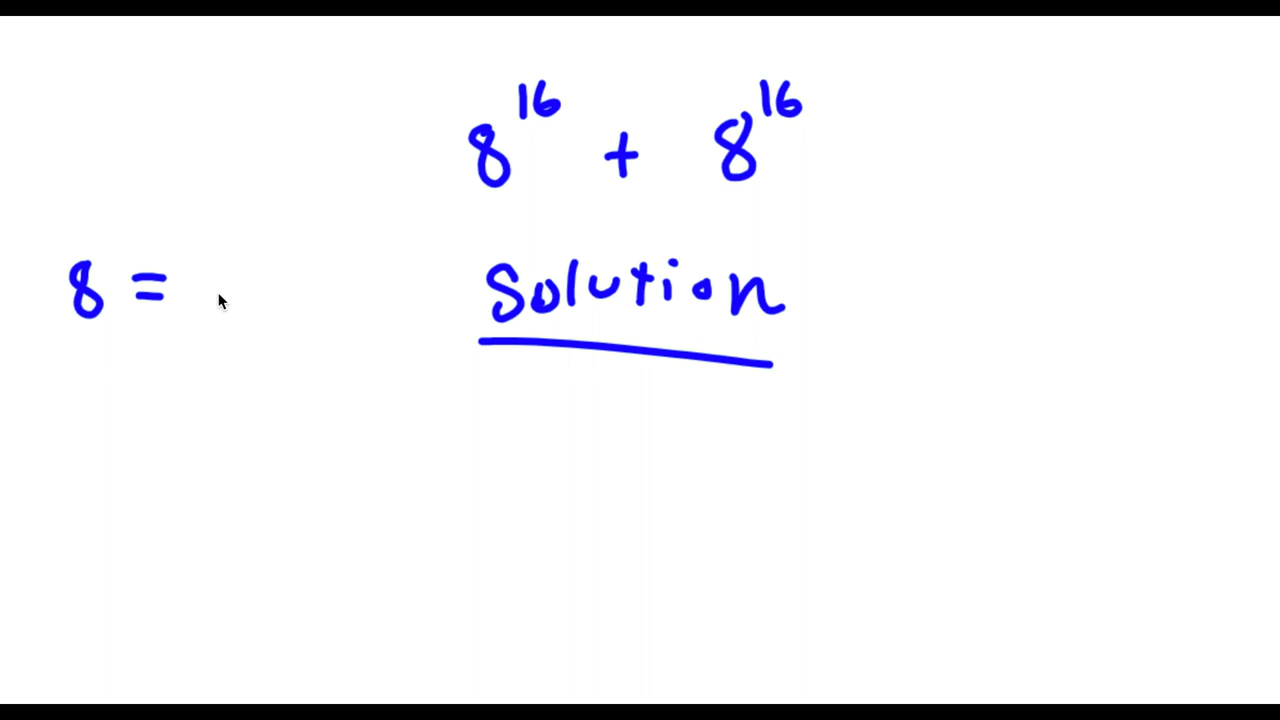 8^16 + 8^16
8 =
Solution